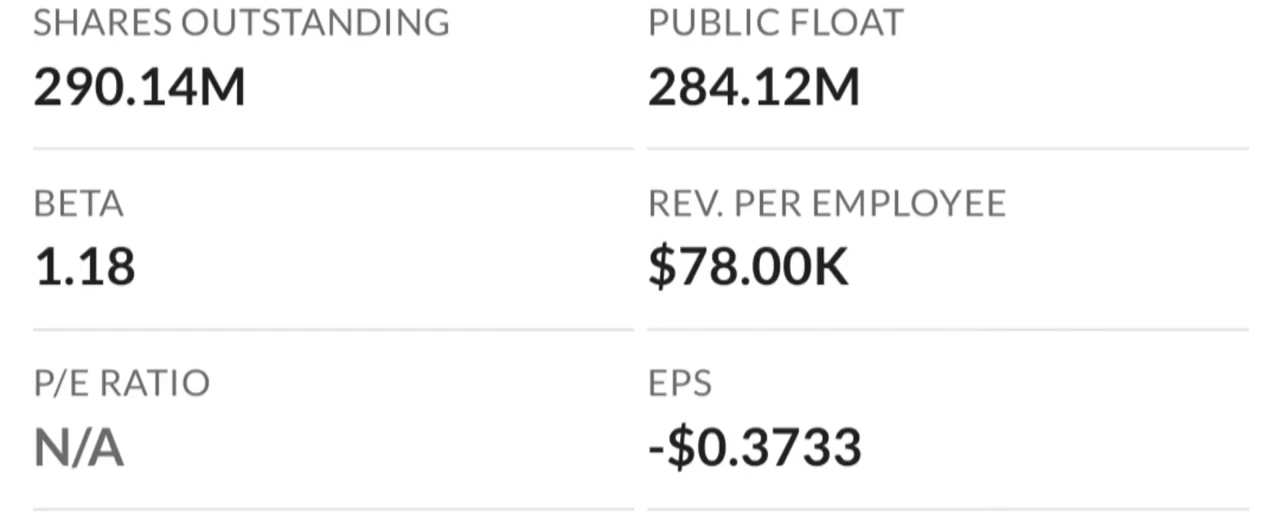 SHARES OUTSTANDING PUBLIC FLOAT
290.14M 284.12M
BETA REV. PER EMPLOYEE
1.18 $78.00K
P/E RATIO EPS
N/A -$0.3733